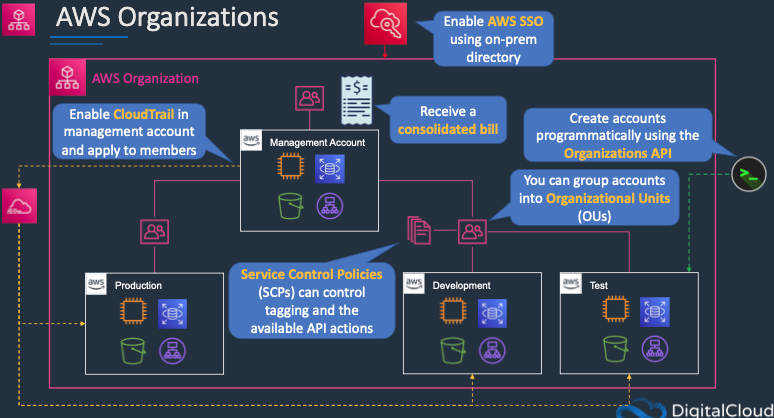 AWS Organizations
Enable AWS SSO
using on-prem
directory
AWS Organization
Enable CloudTrail in
management account
and apply to members
$
Receive a
consolidated bill
Create accounts
programmatically using the
Organizations API
aws
Management Account
You can group accounts
into Organizational Units
(OUs)
Service Control Policies
(SCPs) can control
tagging and the
available API actions
aws
Production
aws
Development
aws
Test
DigitalCloud